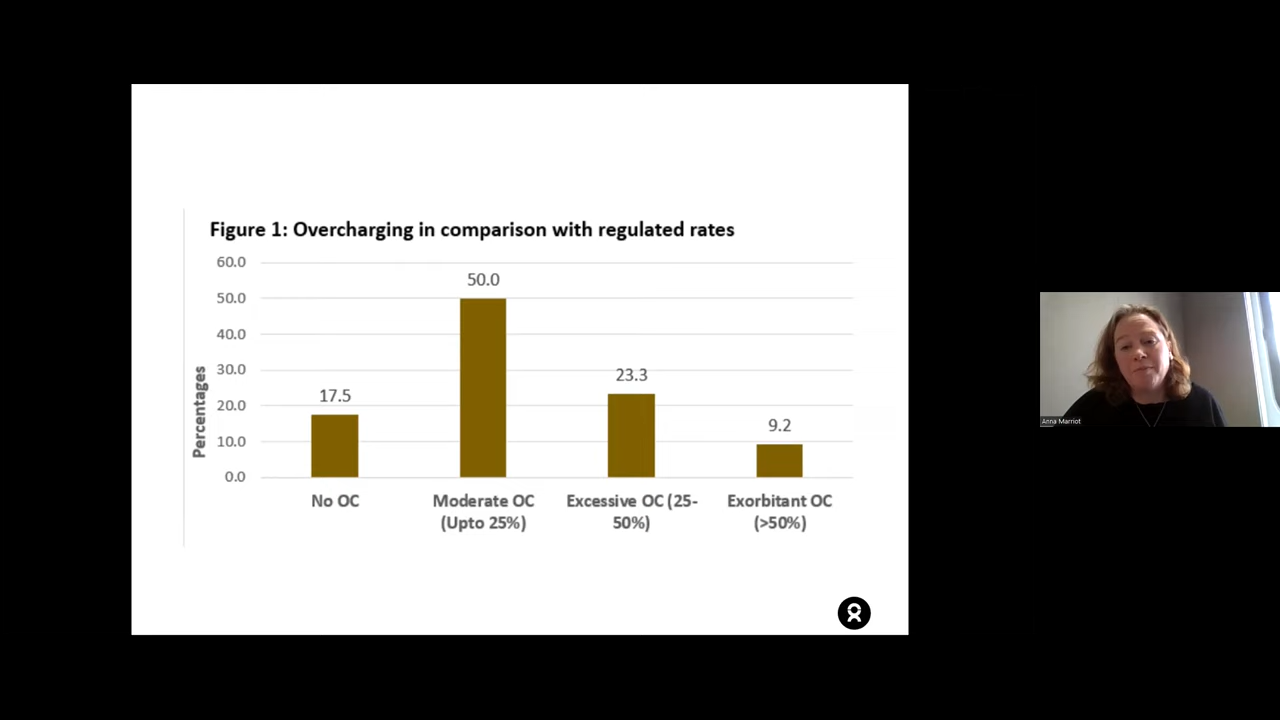 Figure 1: Overcharging in comparison with regulated rates
Percentages
60.0
50.0
40.0
30.0
20.0
10.0
0.0
17.5
50.0
23.3
9.2
No OC
Moderate OC
(Upto 25%)
Excessive OC (25-
50%)
Exorbitant OC
(>50%)
Anna Marriot